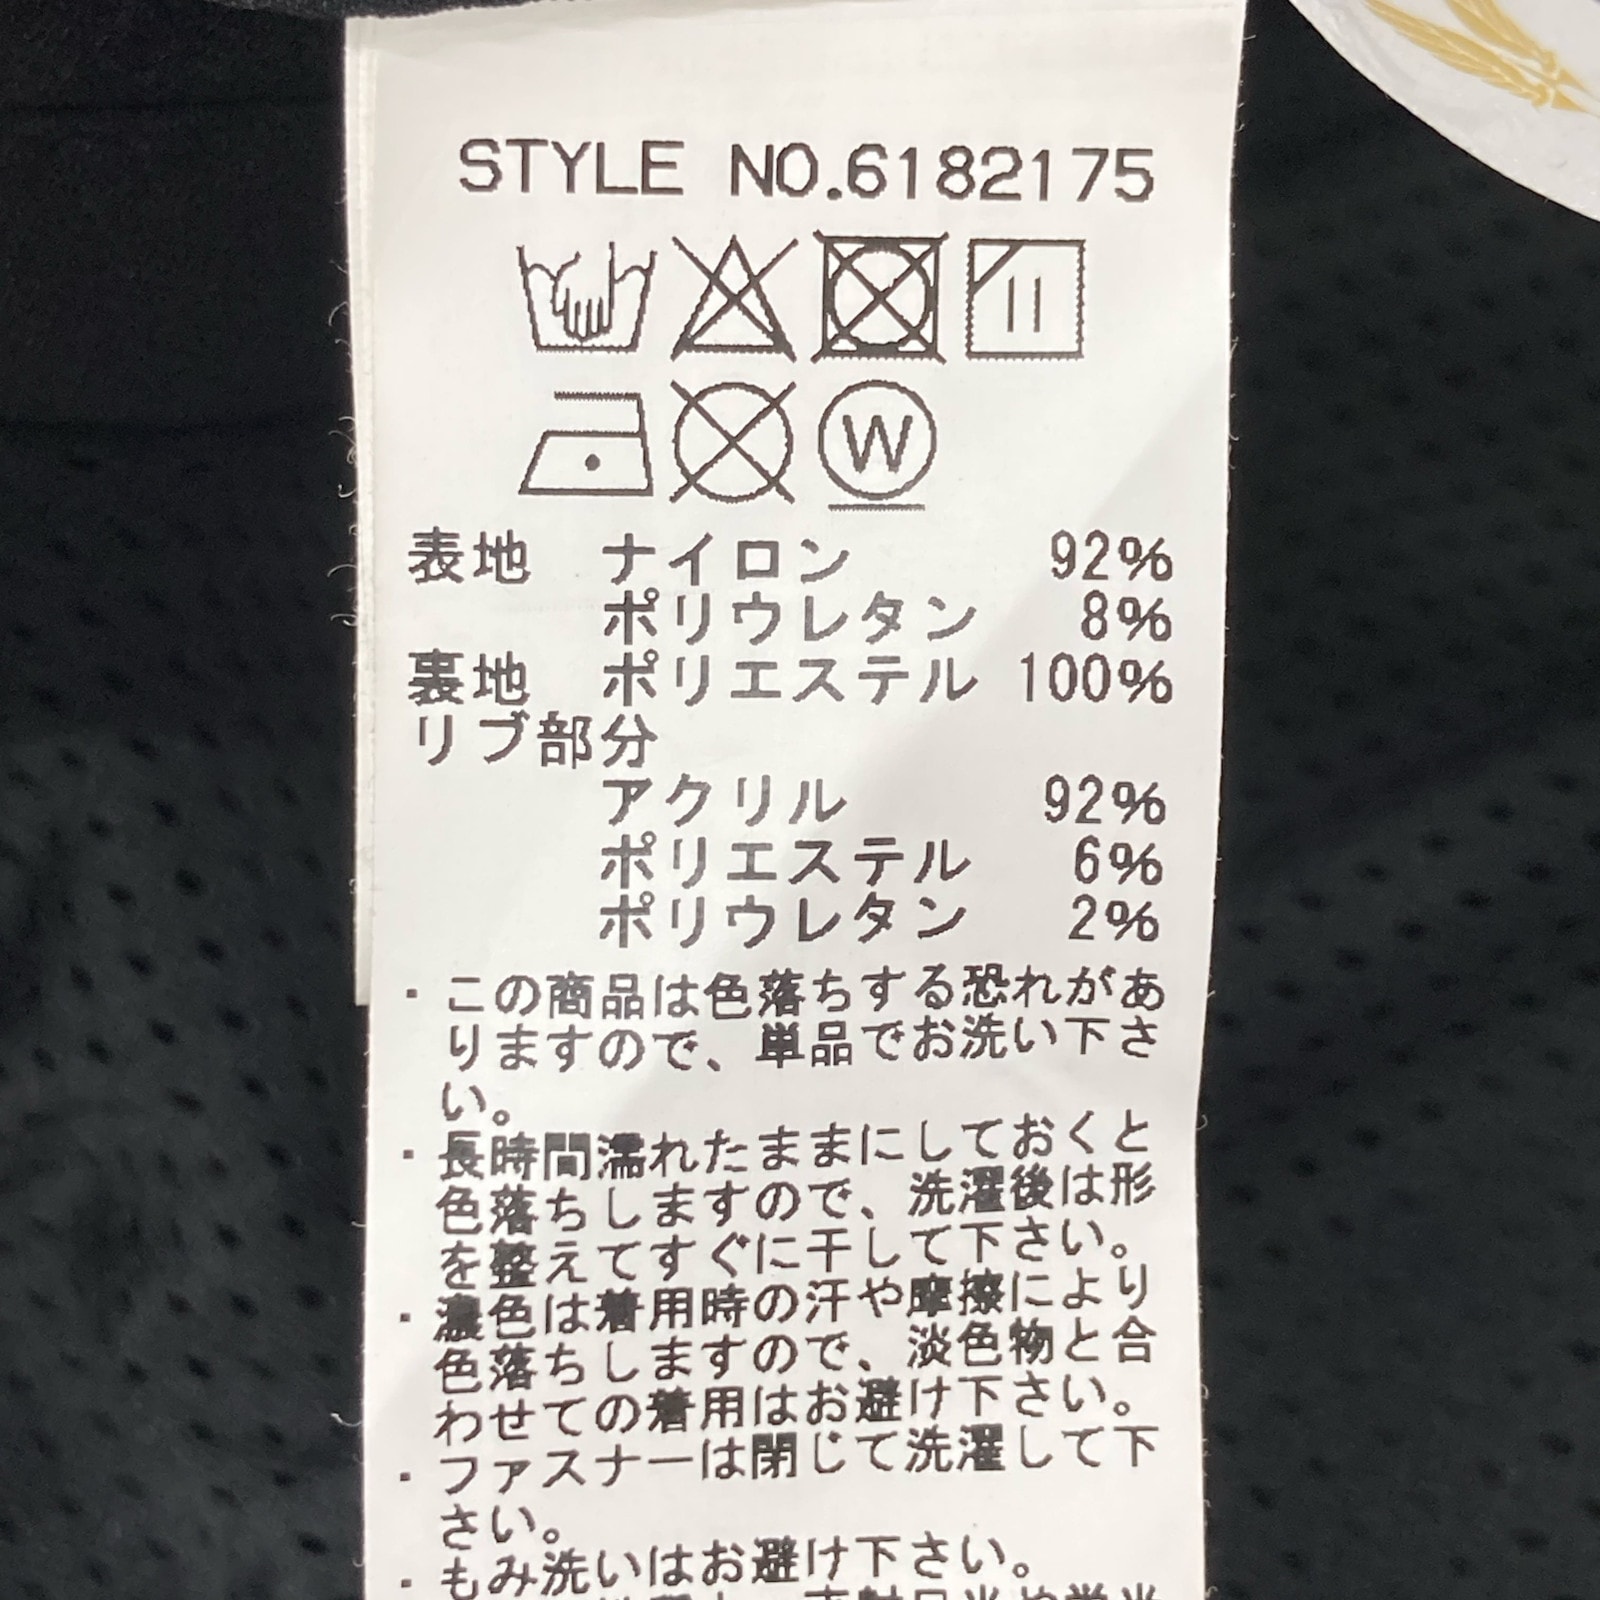 STYLE NO.6182175
W
表地 ナイロン 92%
ポリウレタン 8%
裏地 ポリエステル 100%
リブ部分
アクリル 92%
ポリエステル 6%
ポリウレタン 2%
・この商品は色落ちする恐れがあ
りますので、単品でお洗い下さ
い。
・長時間濡れたままにしておくと
色落ちしますので、洗濯後は形
を整えてすぐに干して下さい。
・濃色は着用時の汗や摩擦により
色落ちしますので、淡色物と合
わせての着用はお避け下さい。
・ファスナーは閉じて洗濯して下
さい。
・もみ洗いはお避け下さい。